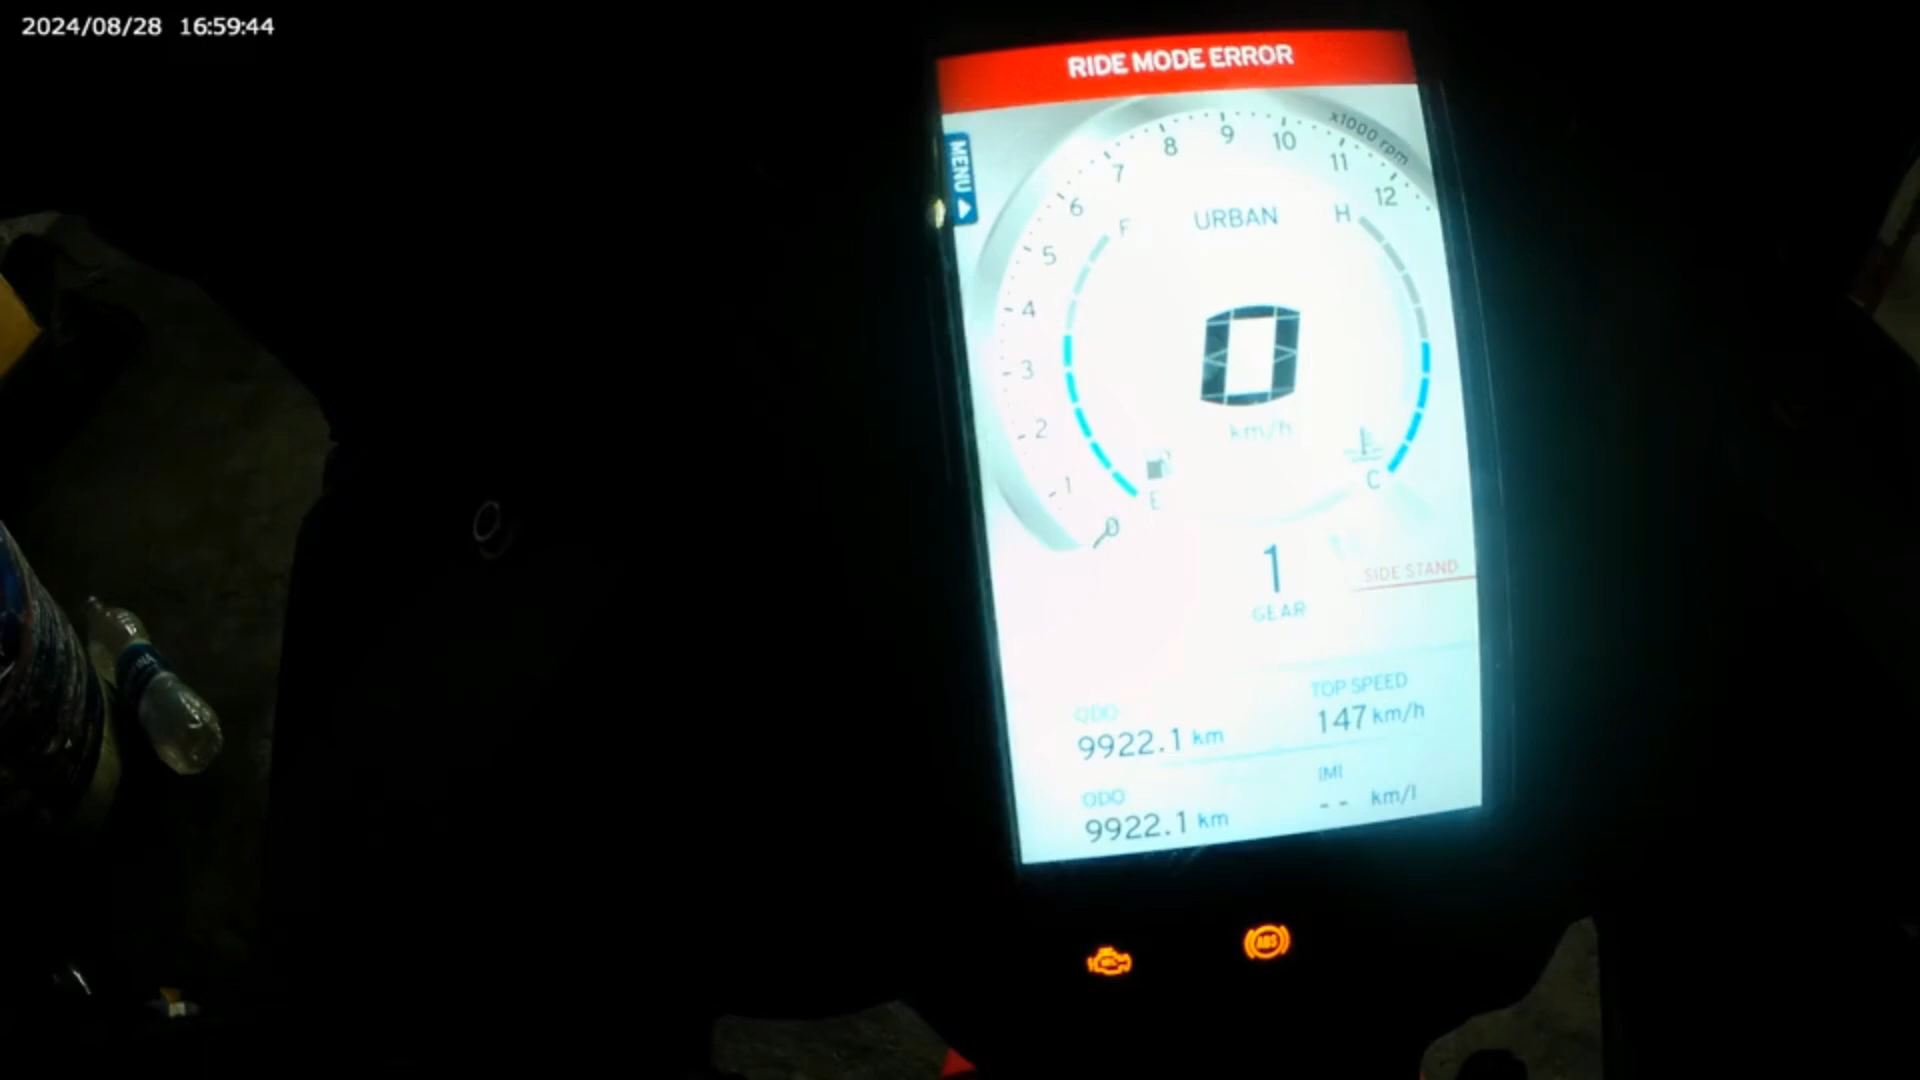 2024/08/28 16:59:44
RIDE MODE ERROR
MENU
x1000 rpm
0
1
2
3
4
5
6
7
8
9
10
11
12
F
URBAN
H
0
km/h
E
C
1
GEAR
SIDE STAND
ODO
9922.1 km
TOP SPEED
147 km/h
ODO
9922.1 km
IMI
-- km/l
ABS